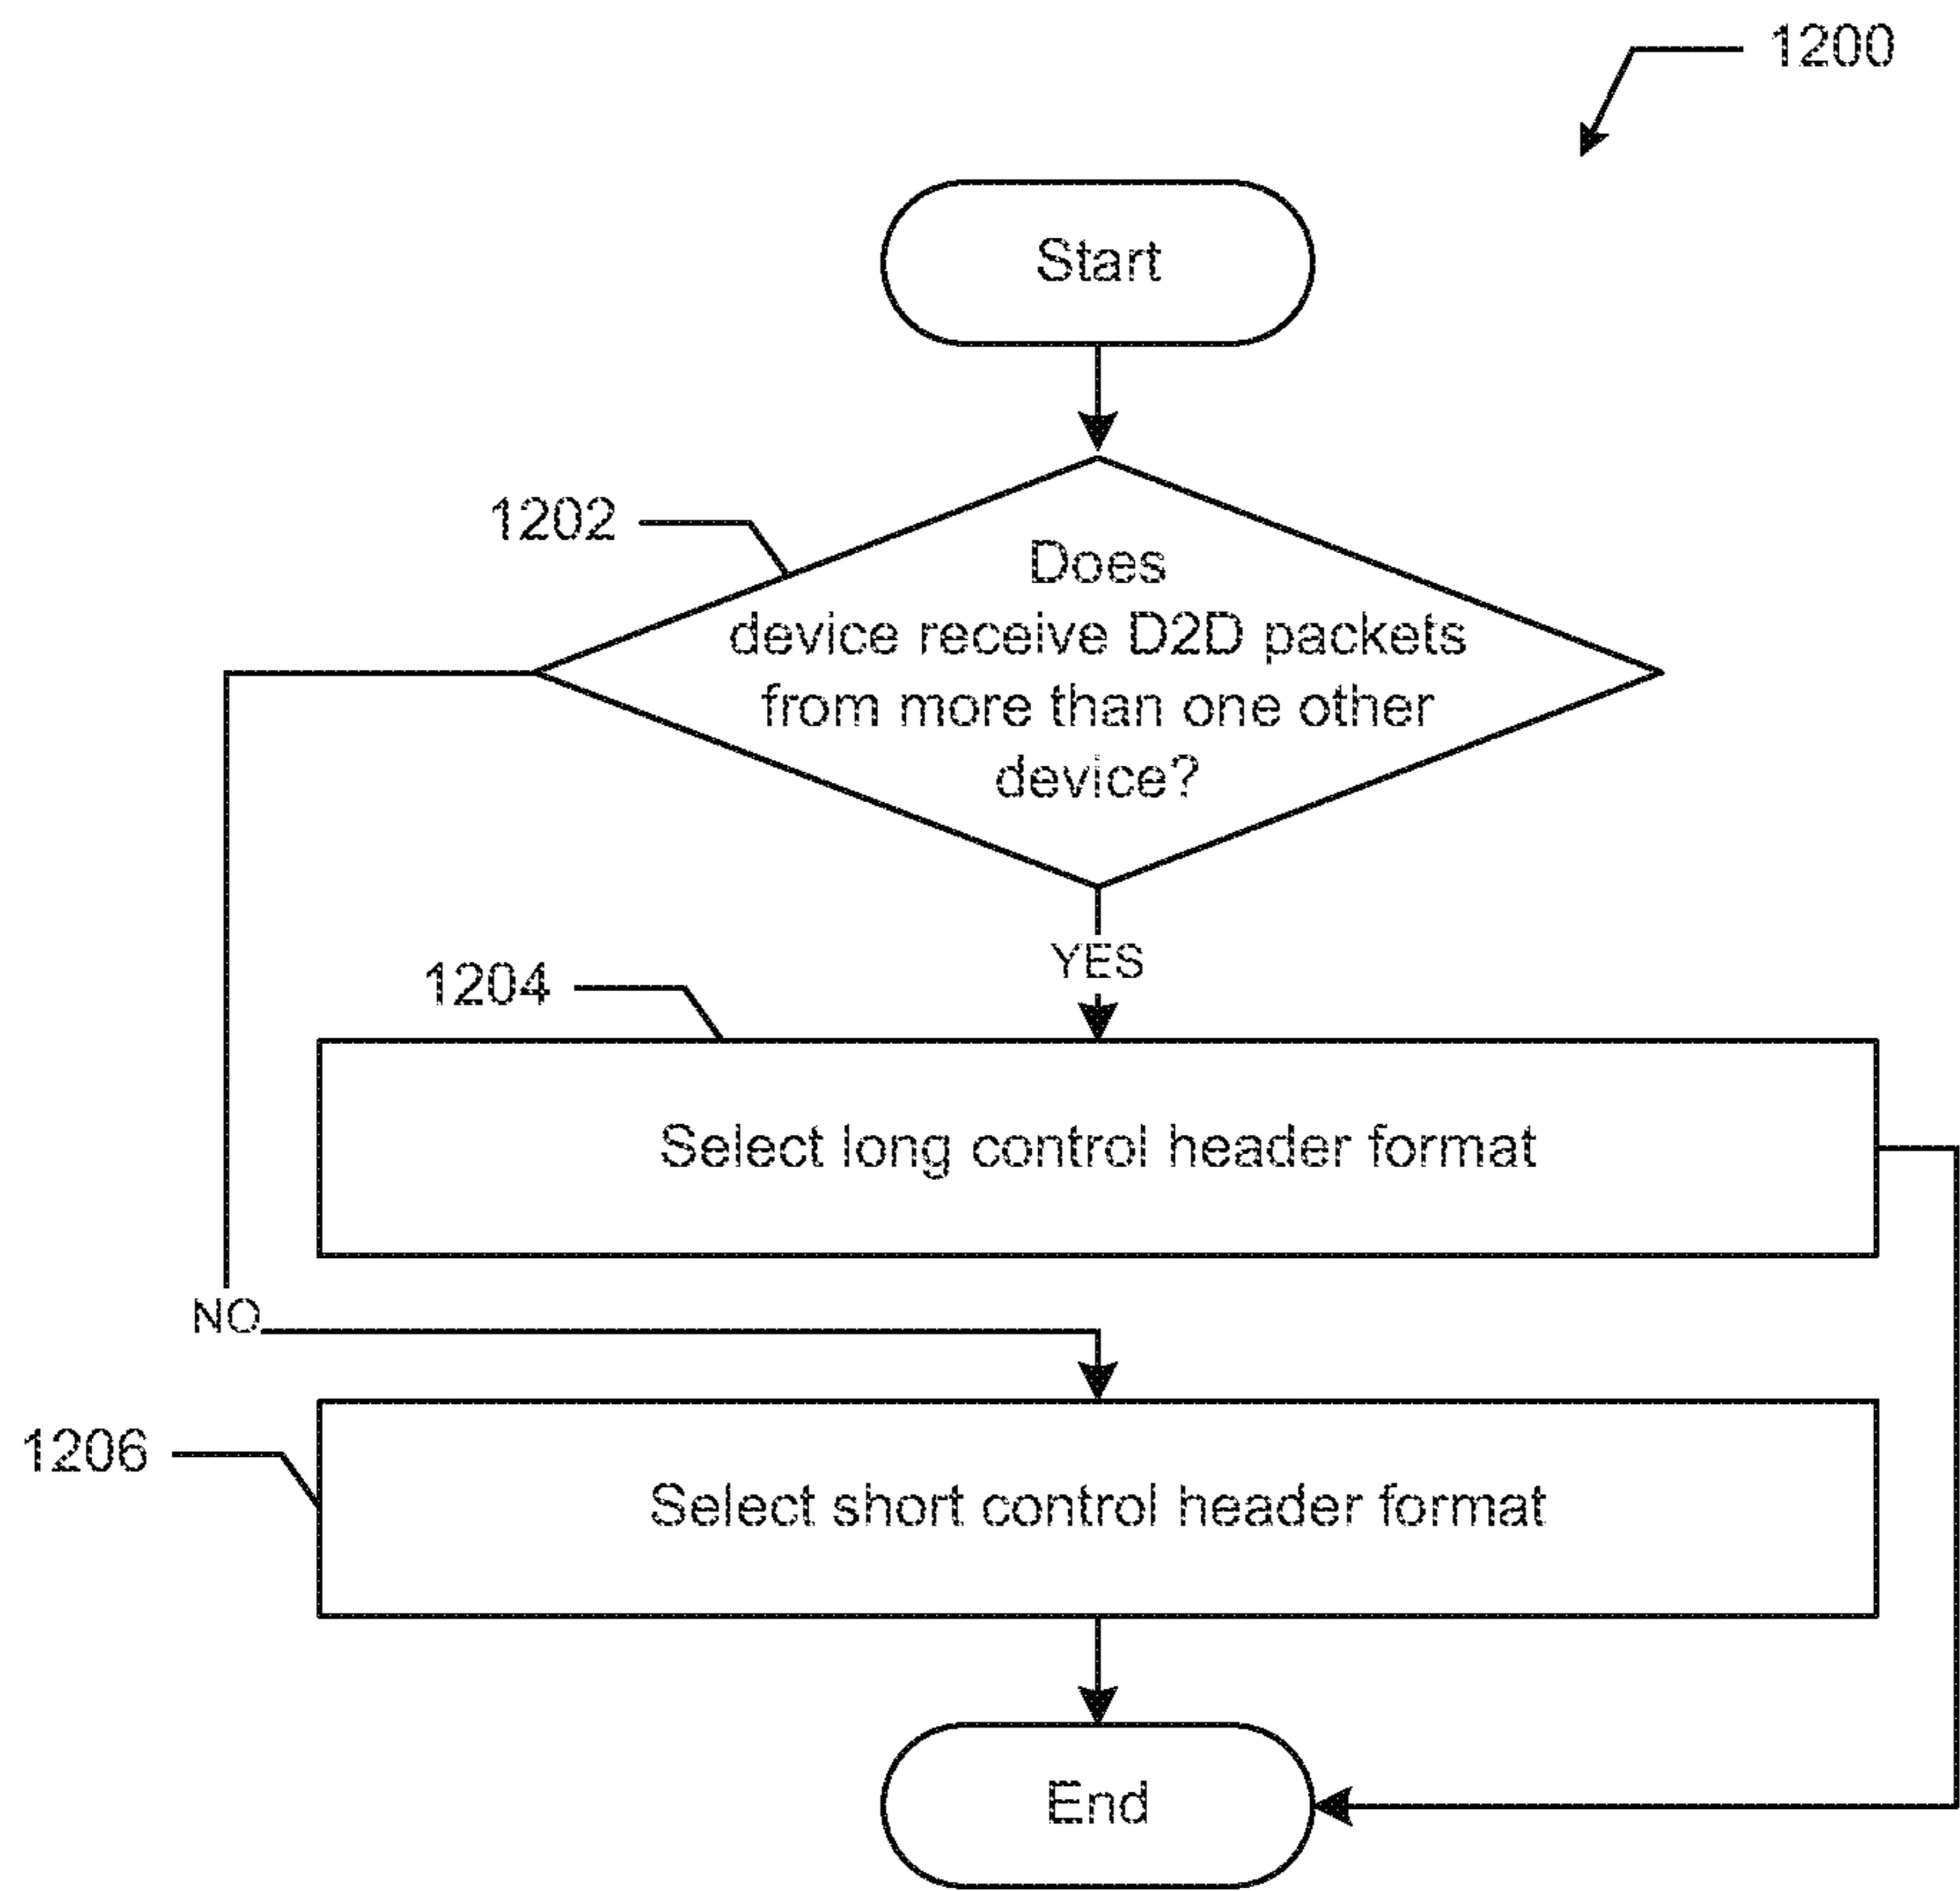 1200
Start
1202
Does
device receive D2D packets
from more than one other
device?
YES
1204
Select long control header format
NO
1206
Select short control header format
End